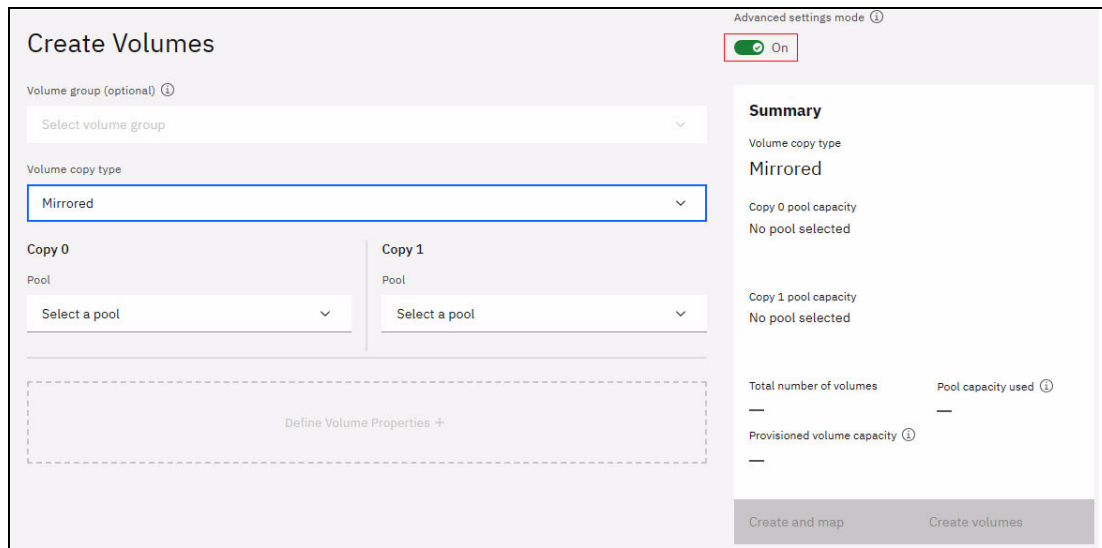 Create Volumes
Volume group (optional)
Select volume group
Volume copy type
Mirrored
Copy 0
Copy 1
Pool
Pool
Select a pool
Select a pool
Define Volume Properties +
Advanced settings mode
On
Summary
Volume copy type
Mirrored
Copy 0 pool capacity
No pool selected
Copy 1 pool capacity
No pool selected
Total number of volumes
Pool capacity used
—
—
Provisioned volume capacity
—
Create and map
Create volumes